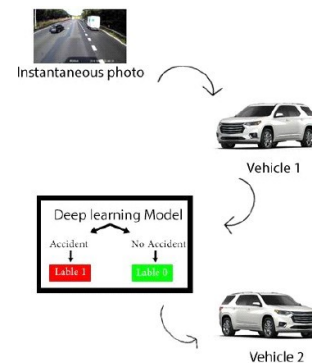 Instantaneous photo
Vehicle 1
Deep learning Model
Accident No Accident
Lable 1 Lable 0
Vehicle 2